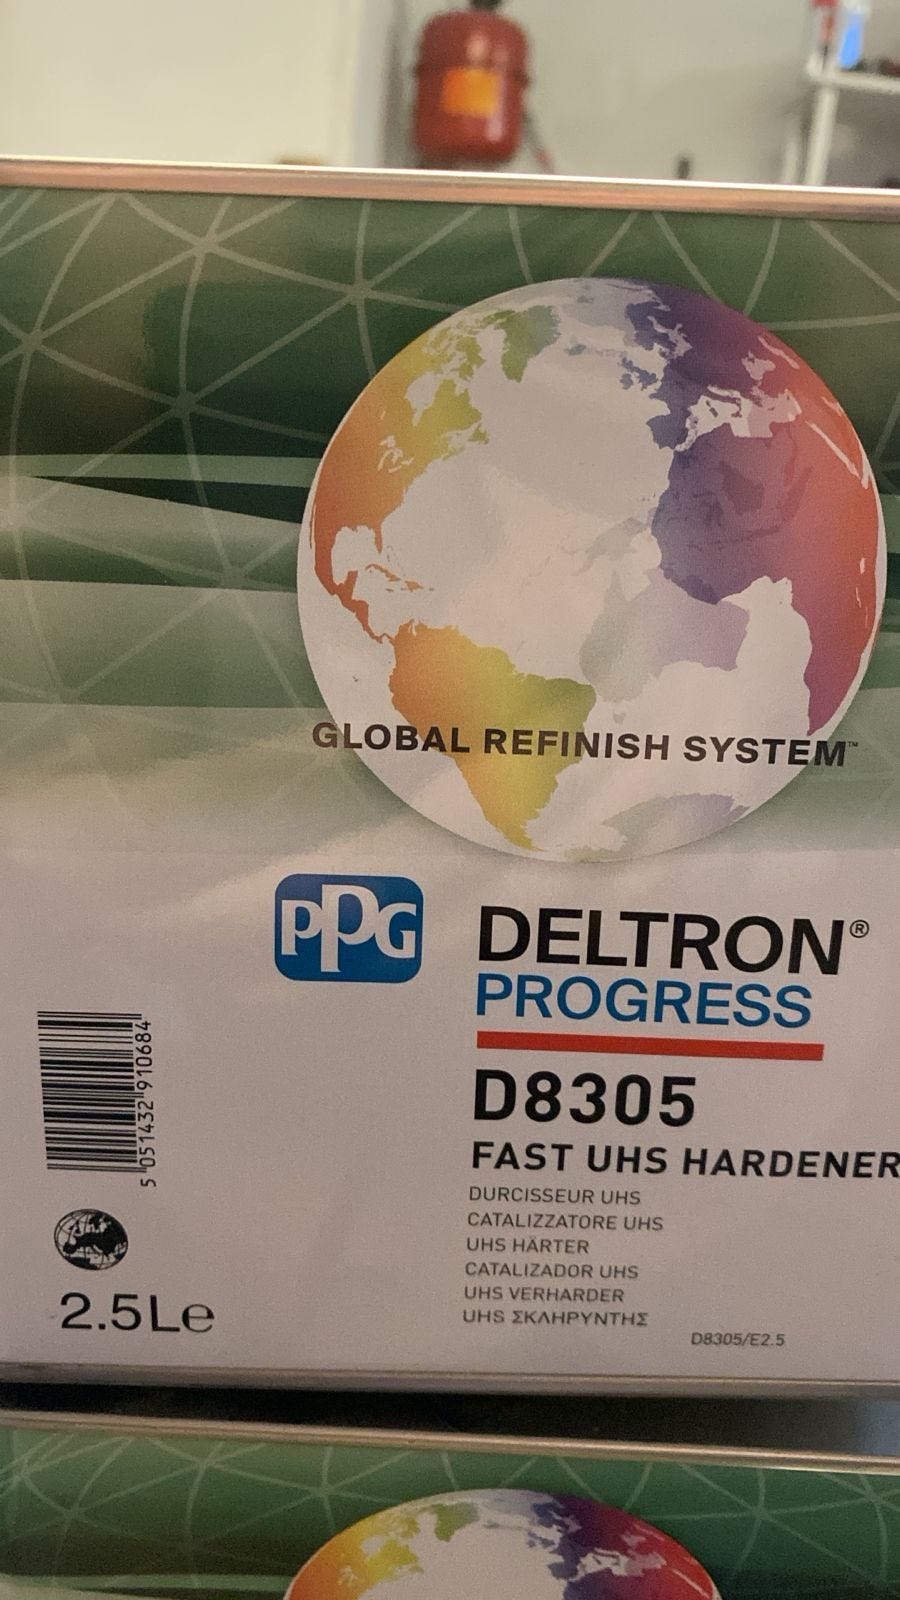 GLOBAL REFINISH SYSTEM™
PPG
DELTRON®
PROGRESS
D8305
FAST UHS HARDENER
DURCISSEUR UHS
CATALIZZATORE UHS
UHS HÄRTER
CATALIZADOR UHS
UHS VERHARDER
UHS ΣΚΛΗΡΥΝΤΗΣ
D8305/E2.5
5 051432 910684
2.5Le